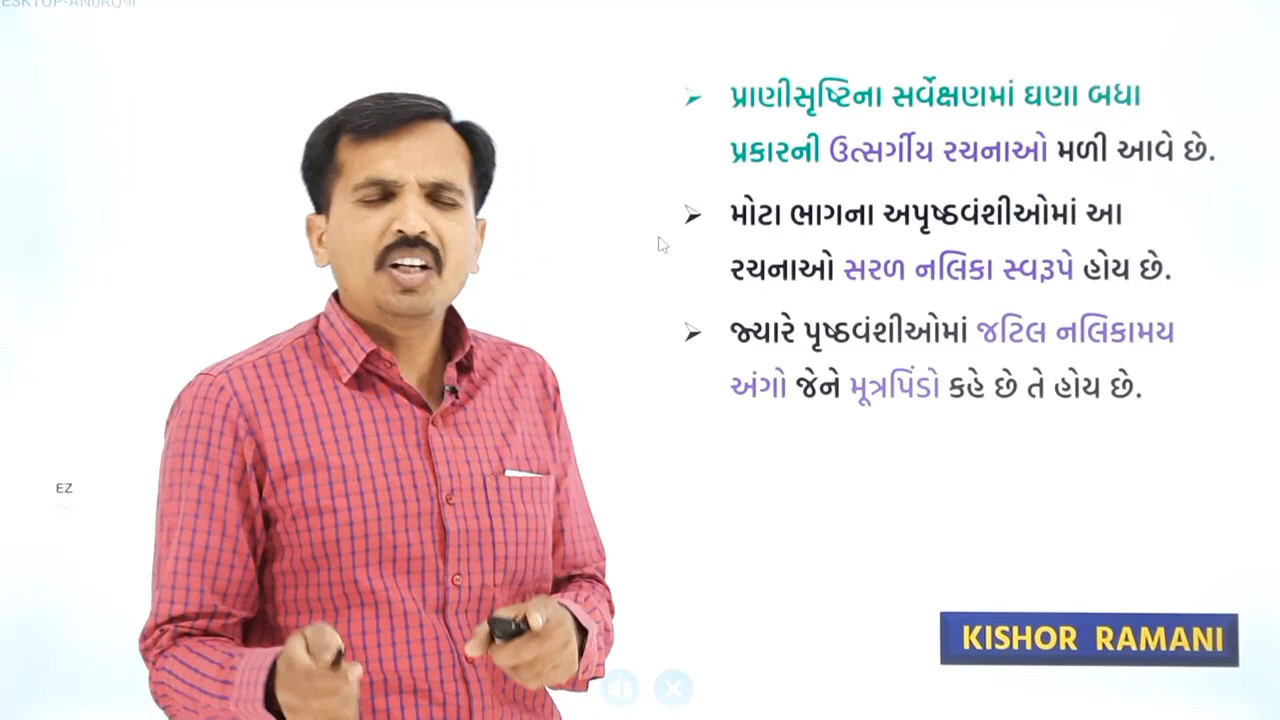 પ્રાણીસૃષ્ટિના સર્વેક્ષણમાં ઘણા બધા
પ્રકારની ઉત્સર્ગીય રચનાઓ મળી આવે છે.
મોટા ભાગના અપૃષ્ઠવંશીઓમાં આ
રચનાઓ સરળ નલિકા સ્વરૂપે હોય છે.
જ્યારે પૃષ્ઠવંશીઓમાં જટિલ નલિકામય
અંગો જેને મૂત્રપિંડો કહે છે તે હોય છે.
EZ
KISHOR RAMANI